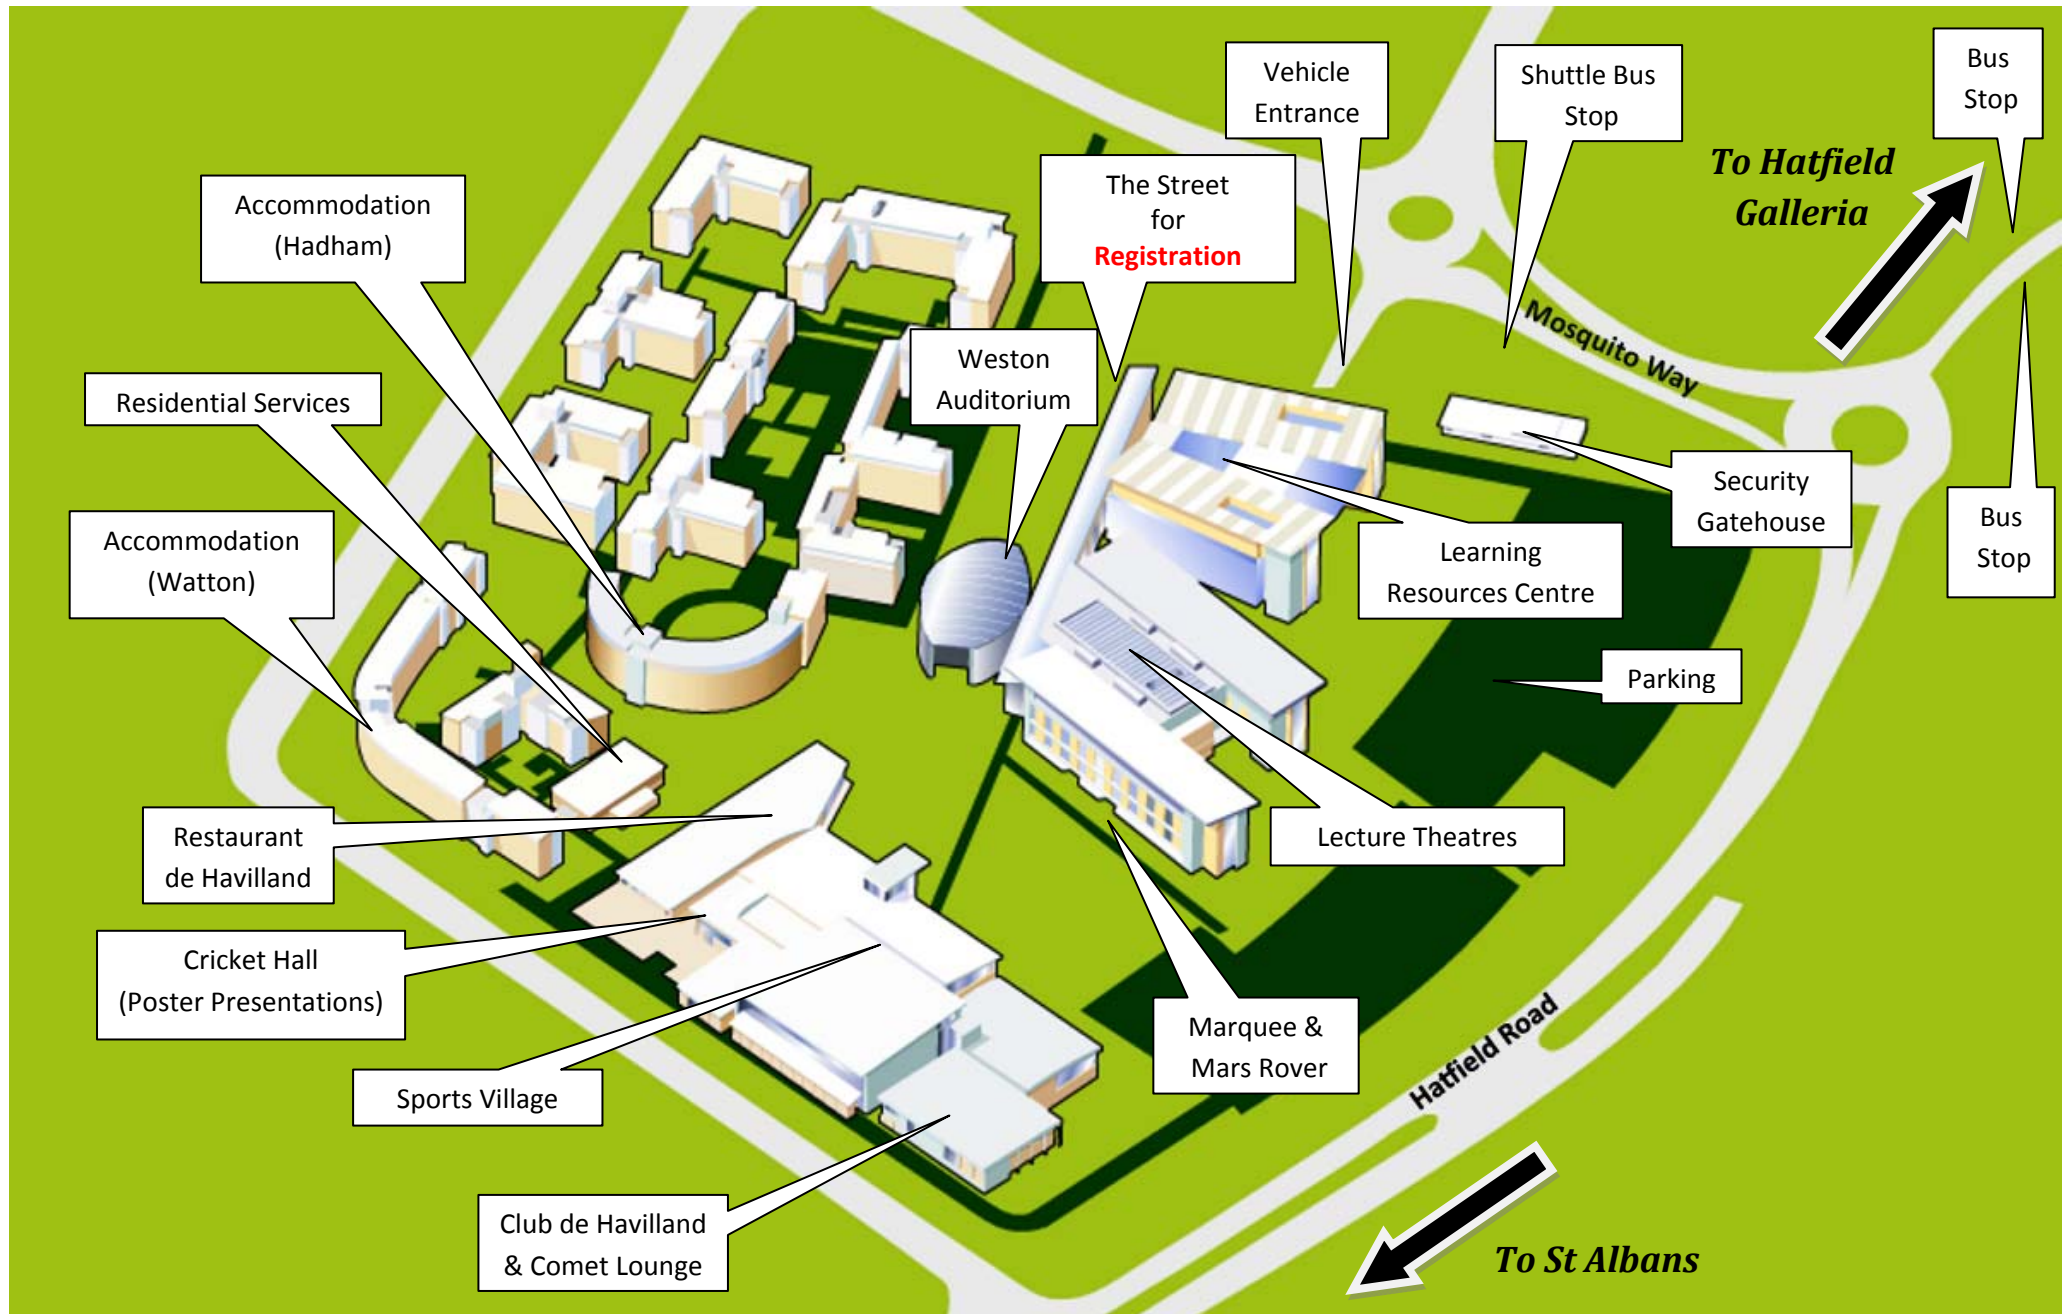 Vehicle
Entrance
Shuttle Bus
Stop
Bus
Stop
To Hatfield
Galleria
Accommodation
(Hadham)
The Street
for
Registration
Mosquito Way
Weston
Auditorium
Residential Services
Security
Gatehouse
Bus
Stop
Accommodation
(Watton)
Learning
Resources Centre
Parking
Restaurant
de Havilland
Lecture Theatres
Cricket Hall
(Poster Presentations)
Marquee &
Mars Rover
Sports Village
Hatfield Road
Club de Havilland
& Comet Lounge
To St Albans